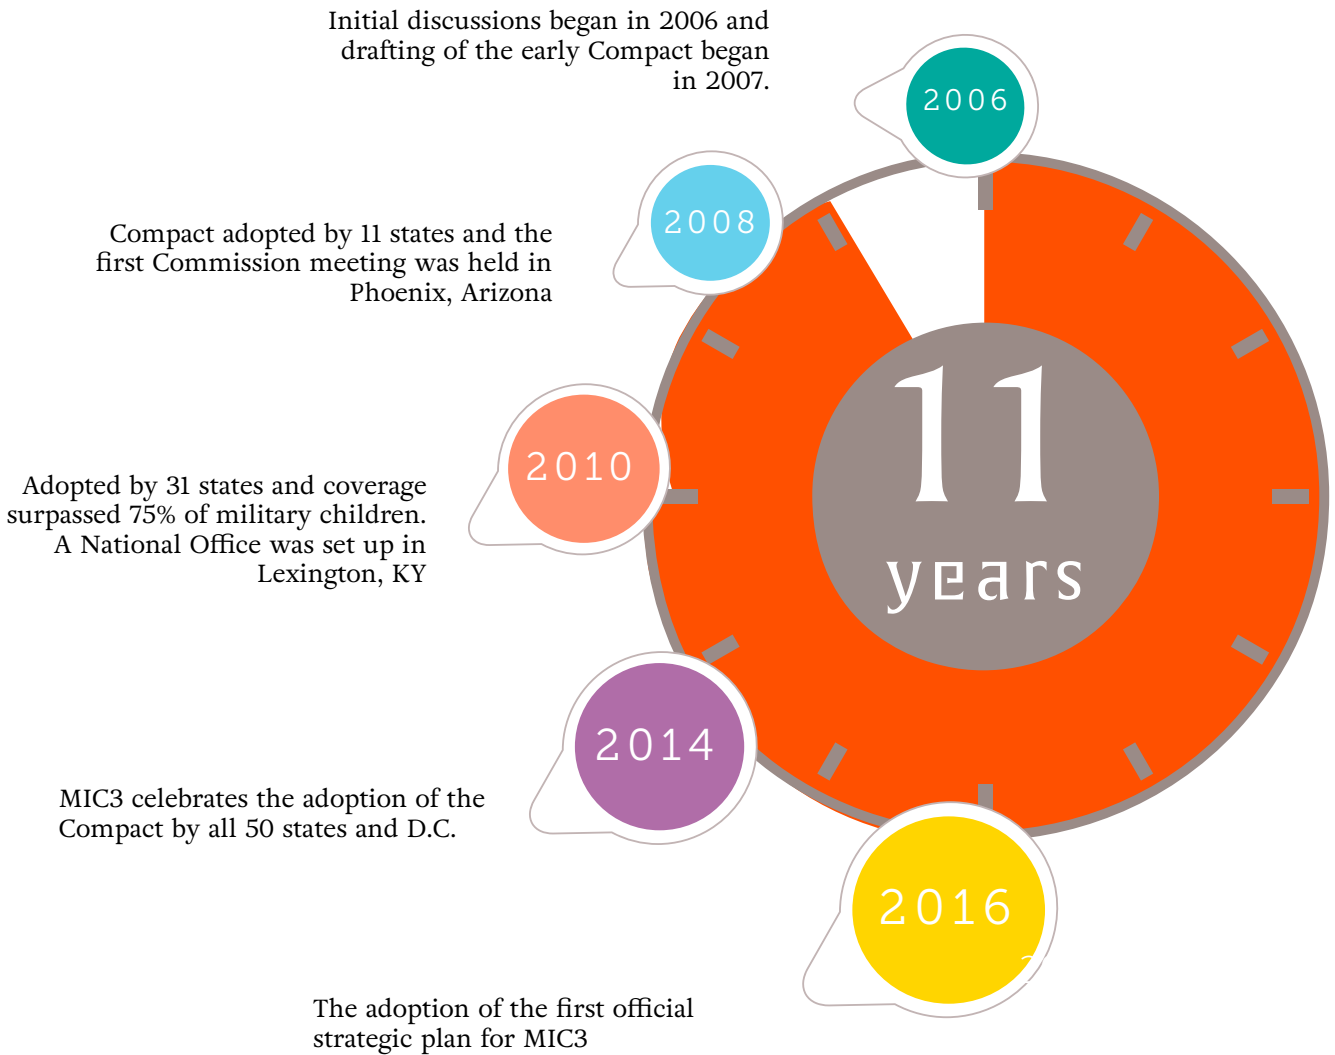 Initial discussions began in 2006 and
drafting of the early Compact began
in 2007.
2006
2008
Compact adopted by 11 states and the
first Commission meeting was held in
Phoenix, Arizona
11
years
2010
Adopted by 31 states and coverage
surpassed 75% of military children.
A National Office was set up in
Lexington, KY
2014
MIC3 celebrates the adoption of the
Compact by all 50 states and D.C.
2016
The adoption of the first official
strategic plan for MIC3